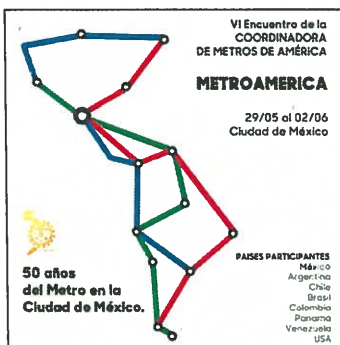 VI Encuentro de la
COORDINADORA
DE METROS DE AMÉRICA
METROAMERICA
29/05 al 02/06
Ciudad de México
50 años
del Metro en la
Ciudad de México.
PAISES PARTICIPANTES
México
Argentina
Chile
Brasil
Colombia
Panama
Venezuela
USA